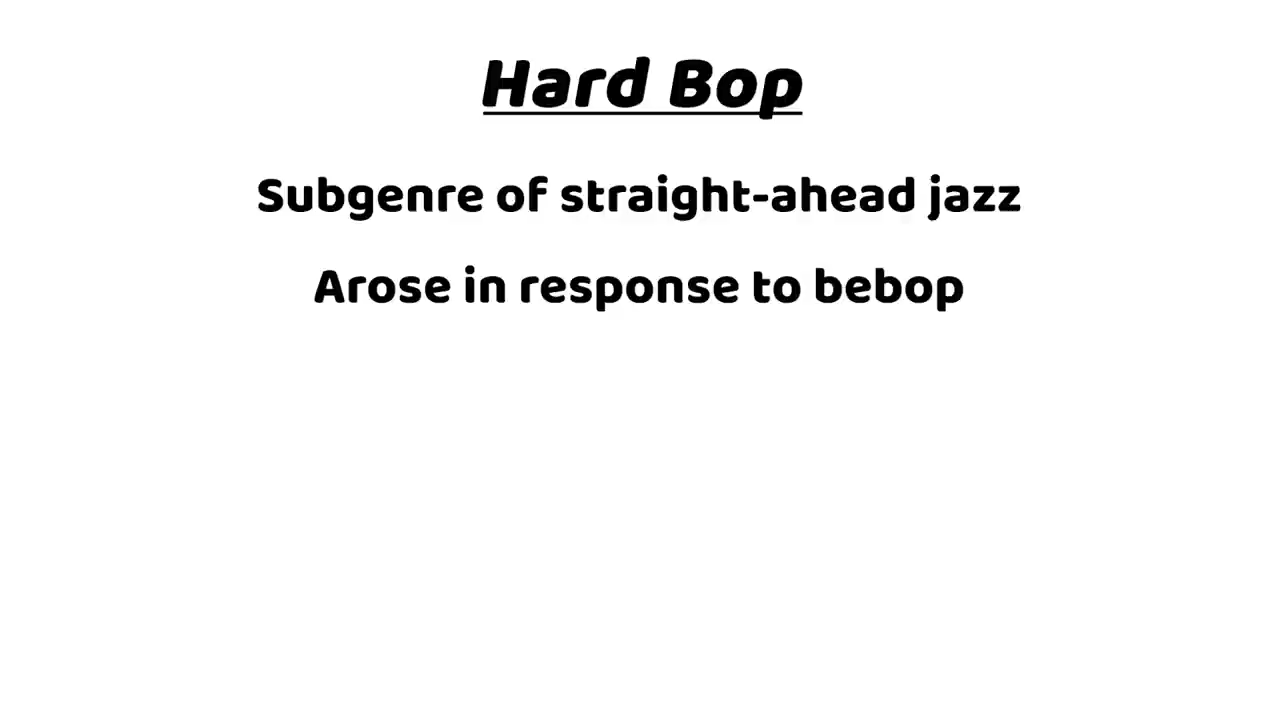 Hard Bop
Subgenre of straight-ahead jazz
Arose in response to bebop